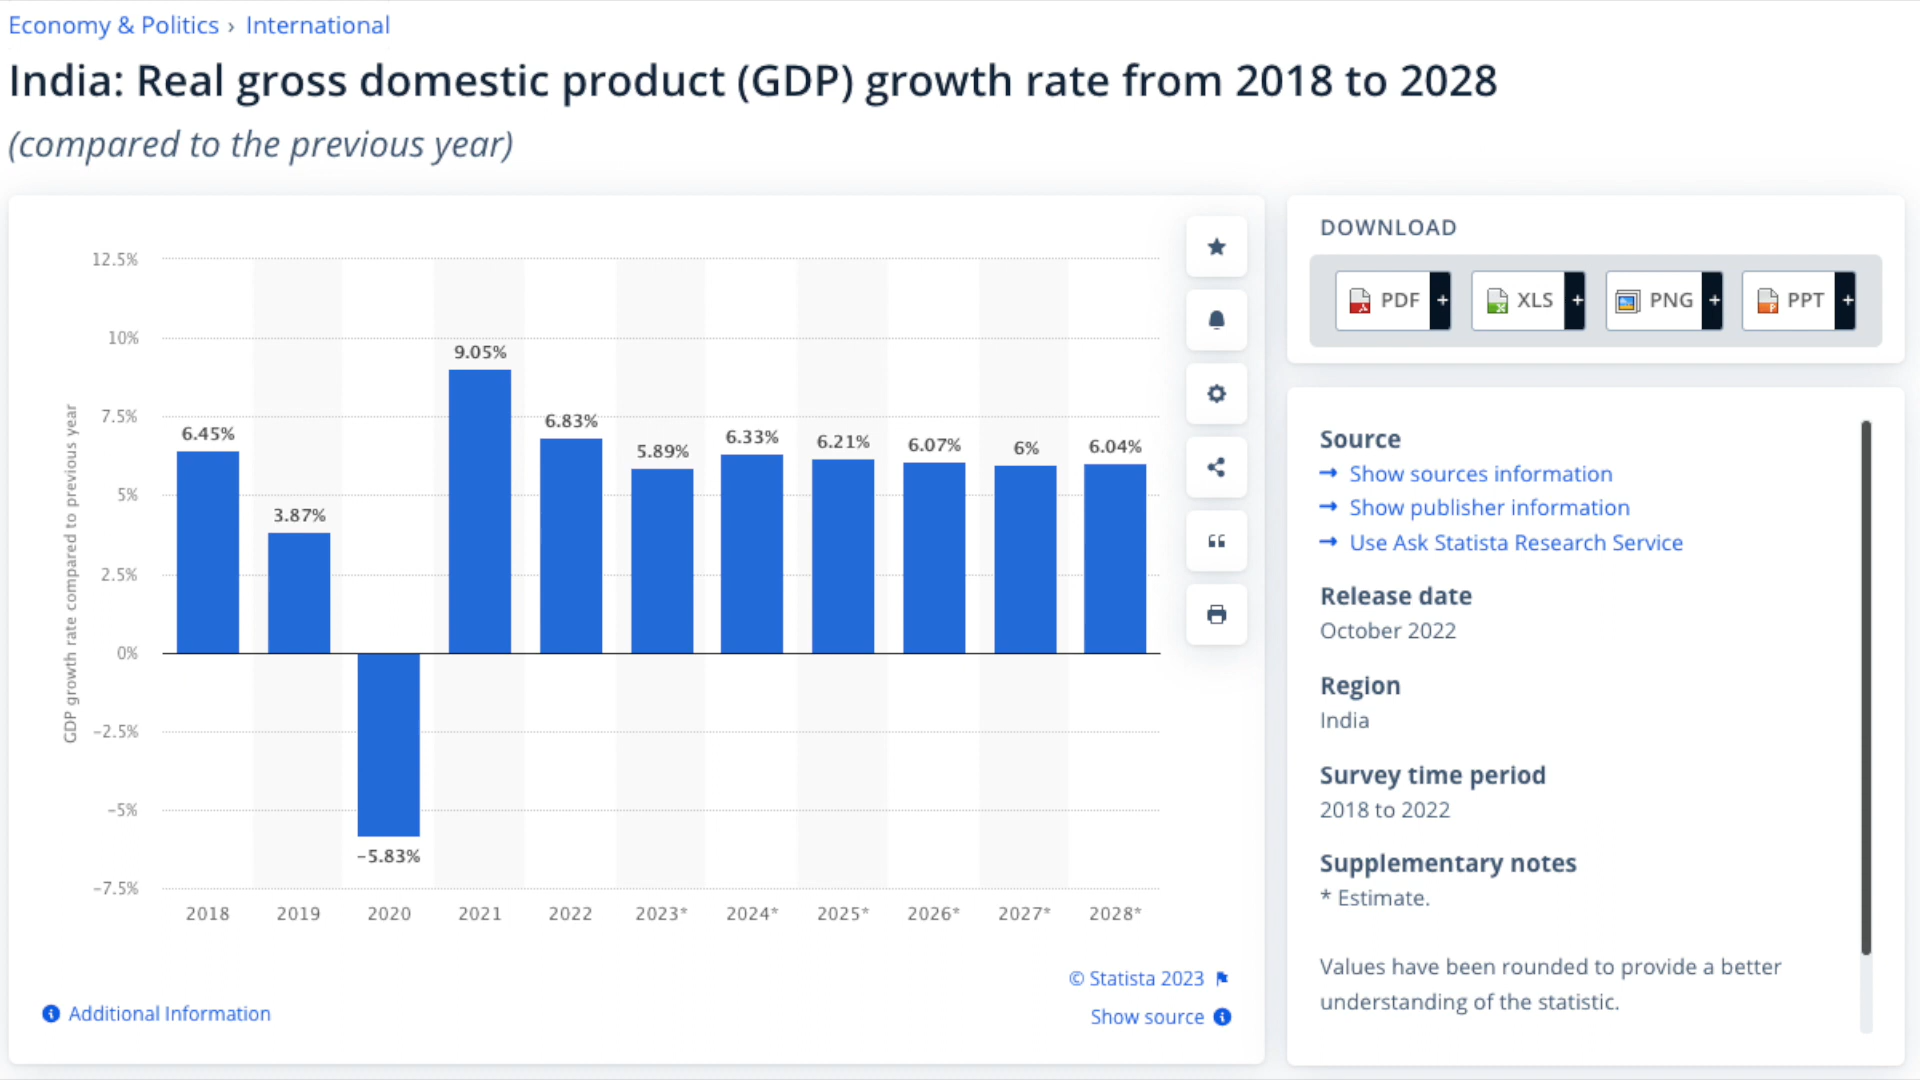 Economy & Politics › International
India: Real gross domestic product (GDP) growth rate from 2018 to 2028
(compared to the previous year)
GDP growth rate compared to previous year
12.5%
10%
7.5%
5%
2.5%
0%
−2.5%
−5%
−7.5%
6.45%
3.87%
−5.83%
9.05%
6.83%
5.89%
6.33%
6.21%
6.07%
6%
6.04%
2018 2019 2020 2021 2022 2023* 2024* 2025* 2026* 2027* 2028*
© Statista 2023
Additional Information
Show source
DOWNLOAD
PDF + XLS + PNG + PPT +
Source
→ Show sources information
→ Show publisher information
→ Use Ask Statista Research Service
Release date
October 2022
Region
India
Survey time period
2018 to 2022
Supplementary notes
* Estimate.
Values have been rounded to provide a better
understanding of the statistic.